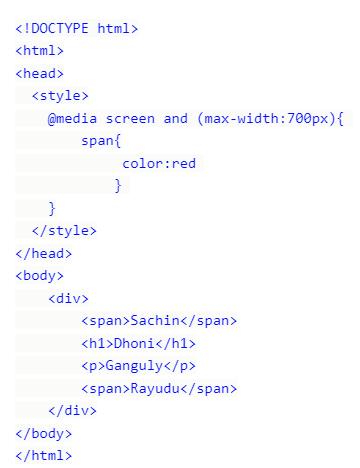 <!DOCTYPE html>
<html>
<head>
  <style>
    @media screen and (max-width:700px){
        span{
             color:red
            }
    }
  </style>
</head>
<body>
    <div>
        <span>Sachin</span>
        <h1>Dhoni</h1>
        <p>Ganguly</p>
        <span>Rayudu</span>
    </div>
</body>
</html>